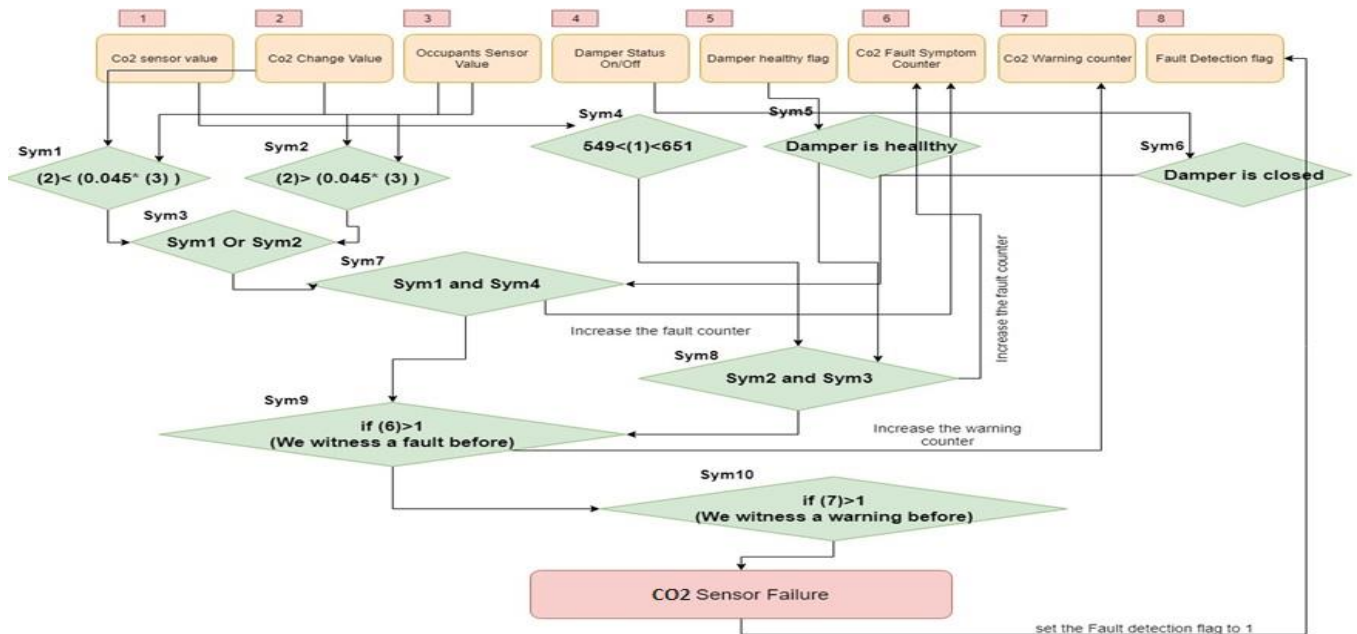 1 2 3 4 5 6 7 8
Co2 sensor value
Co2 Change Value
Occupants Sensor
Value
Damper Status
On/Off
Damper healthy flag
Co2 Fault Symptom
Counter
Co2 Warning counter
Fault Detection flag
Sym1
(2)< (0.045* (3) )
Sym2
(2)> (0.045* (3) )
Sym4
549<(1)<651
Sym5
Damper is heallthy
Sym6
Damper is closed
Sym3
Sym1 Or Sym2
Sym7
Sym1 and Sym4
Increase the fault counter
Increase the fault counter
Sym8
Sym2 and Sym3
Sym9
if (6)>1
(We witness a fault before)
Increase the warning
counter
Sym10
if (7)>1
(We witness a warning before)
CO2 Sensor Failure
set the Fault detection flag to 1